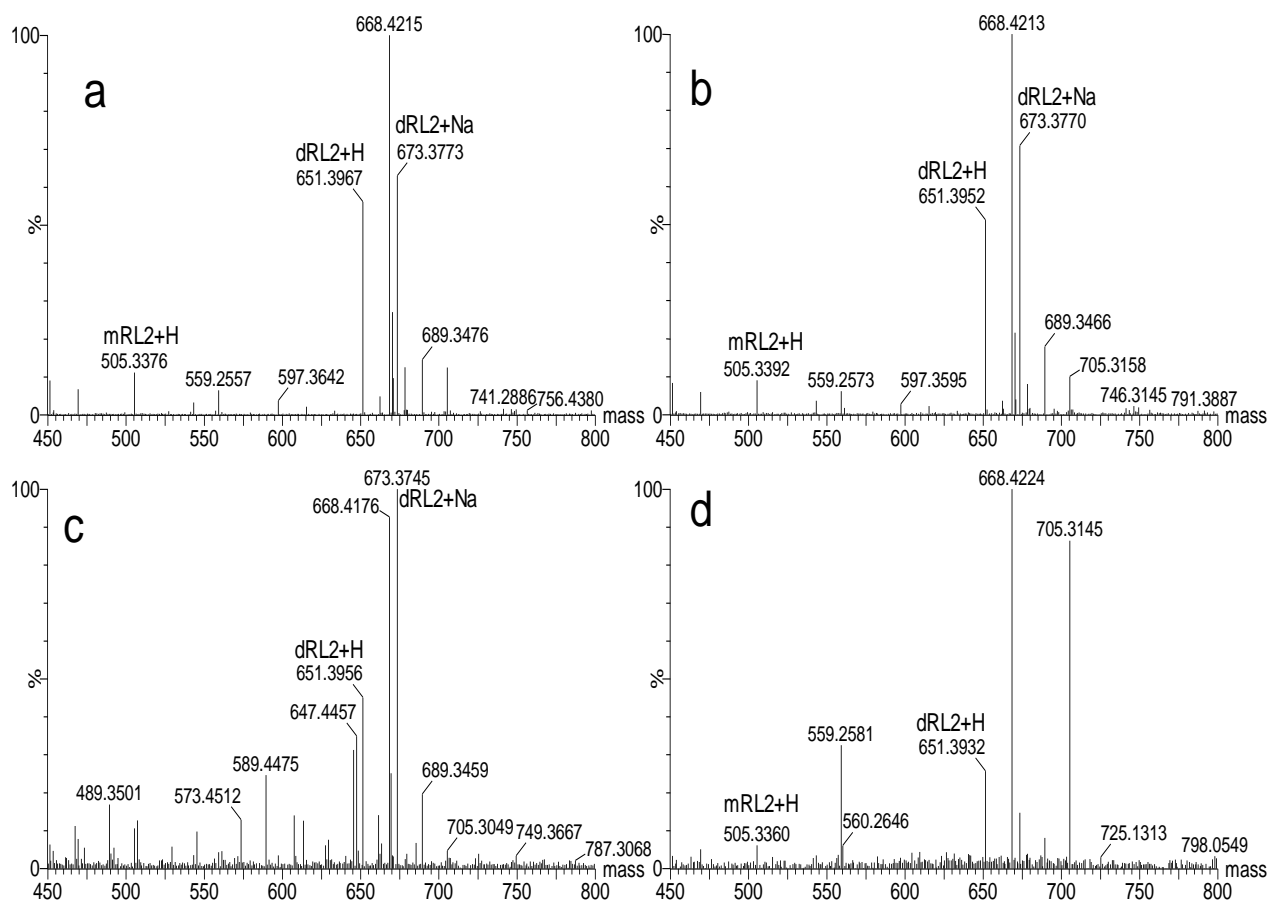 668.4215
100
a
dRL2+Na
673.3773
dRL2+H
651.3967
%
mRL2+H
505.3376
559.2557
597.3642
689.3476
741.2886
756.4380
0
mass
450 500 550 600 650 700 750 800
668.4213
100
b
dRL2+Na
673.3770
dRL2+H
651.3952
%
mRL2+H
505.3392
559.2573
597.3595
689.3466
705.3158
746.3145
791.3887
0
mass
450 500 550 600 650 700 750 800
673.3745
100
dRL2+Na
668.4176
c
dRL2+H
651.3956
%
647.4457
589.4475
573.4512
489.3501
689.3459
705.3049
749.3667
787.3068
0
mass
450 500 550 600 650 700 750 800
668.4224
100
d
705.3145
dRL2+H
651.3932
%
559.2581
mRL2+H
505.3360
560.2646
725.1313
798.0549
0
mass
450 500 550 600 650 700 750 800